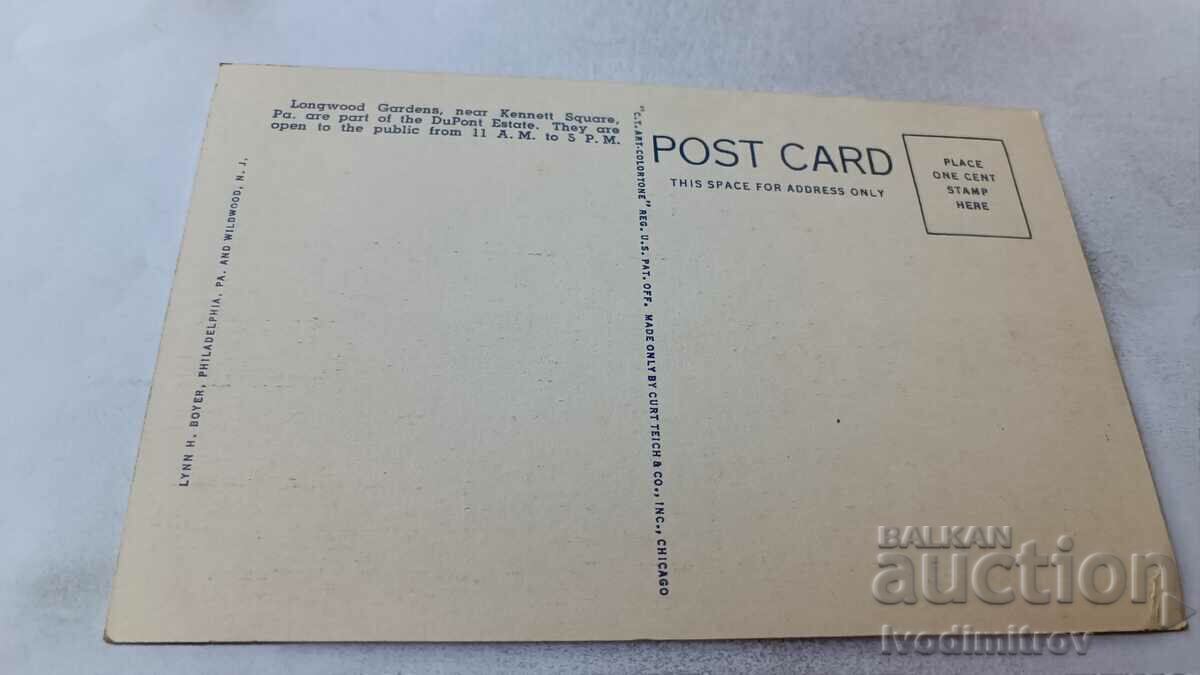 Longwood Gardens, near Kennett Square,
Pa. are part of the DuPont Estate. They are
open to the public from 11 A.M. to 5 P.M.
LYNN H. BOYER, PHILADELPHIA, PA. AND WILDWOOD, N. J.
"C.T. ART-COLORTONE" REG. U.S. PAT. OFF. MADE ONLY BY CURT TEICH & CO., INC., CHICAGO
POST CARD
THIS SPACE FOR ADDRESS ONLY
PLACE
ONE CENT
STAMP
HERE
BALKAN
auction
Ivodimitrov